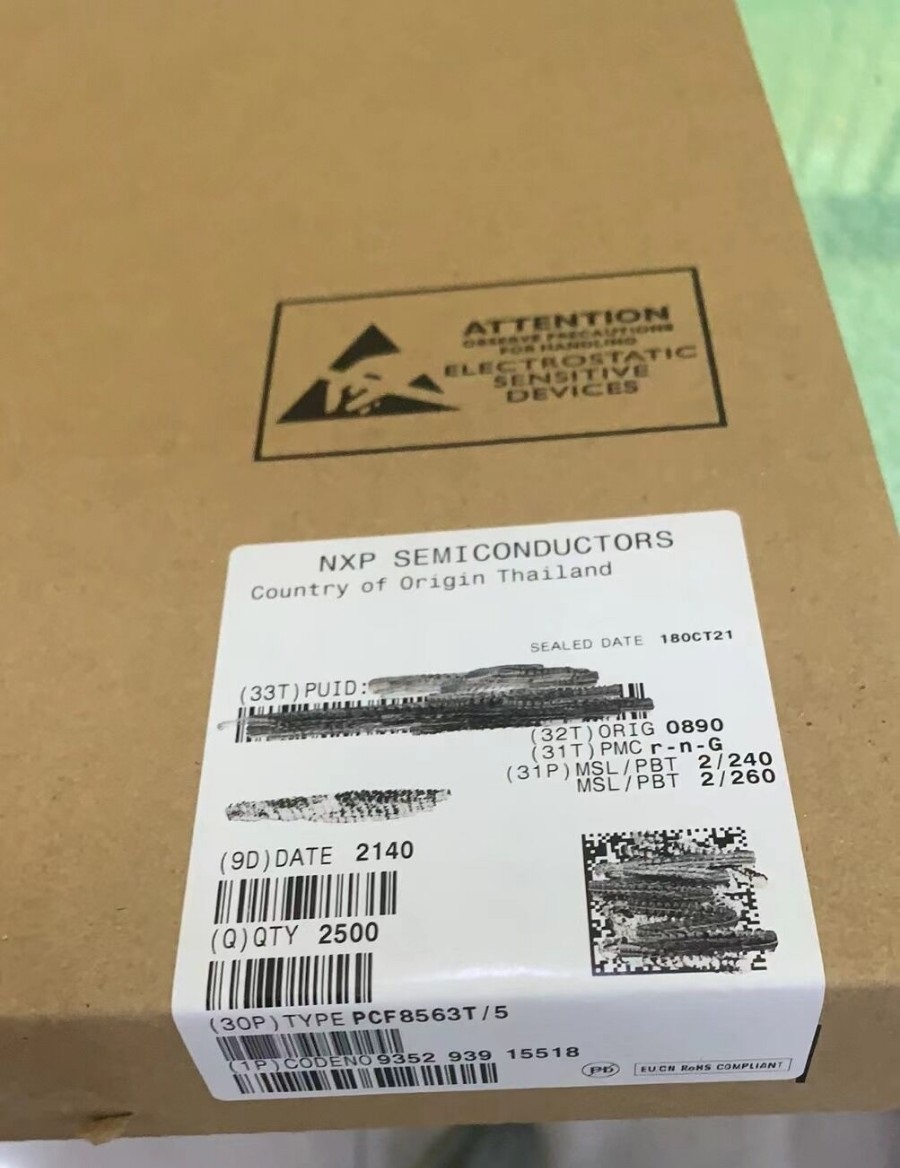 ATTENTION
OBSERVE PRECAUTIONS
FOR HANDLING
ELECTROSTATIC
SENSITIVE
DEVICES
NXP SEMICONDUCTORS
Country of Origin Thailand
SEALED DATE 18OCT21
(33T)PUID:
(32T)ORIG 0890
(31T)PMC r-n-G
(31P)MSL/PBT 2/240
MSL/PBT 2/260
(9D)DATE 2140
(Q)QTY 2500
(30P)TYPE PCF8563T/5
(1P)CODENO 9352 939 15518
Pb
EU.CN RoHS COMPLIANT